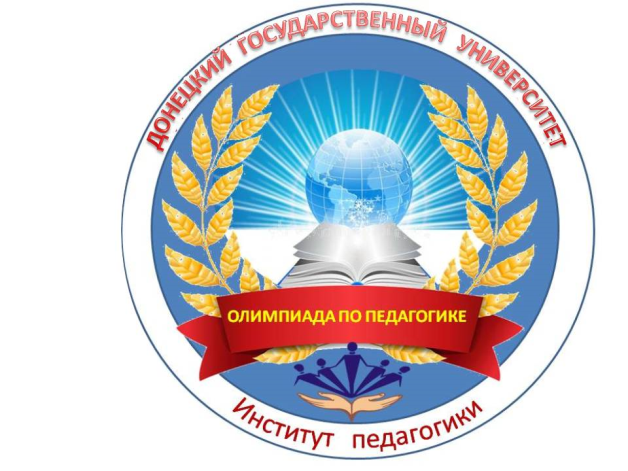 ДОНЕЦКИЙ ГОСУДАРСТВЕННЫЙ УНИВЕРСИТЕТ
ОЛИМПИАДА ПО ПЕДАГОГИКЕ
Институт педагогики